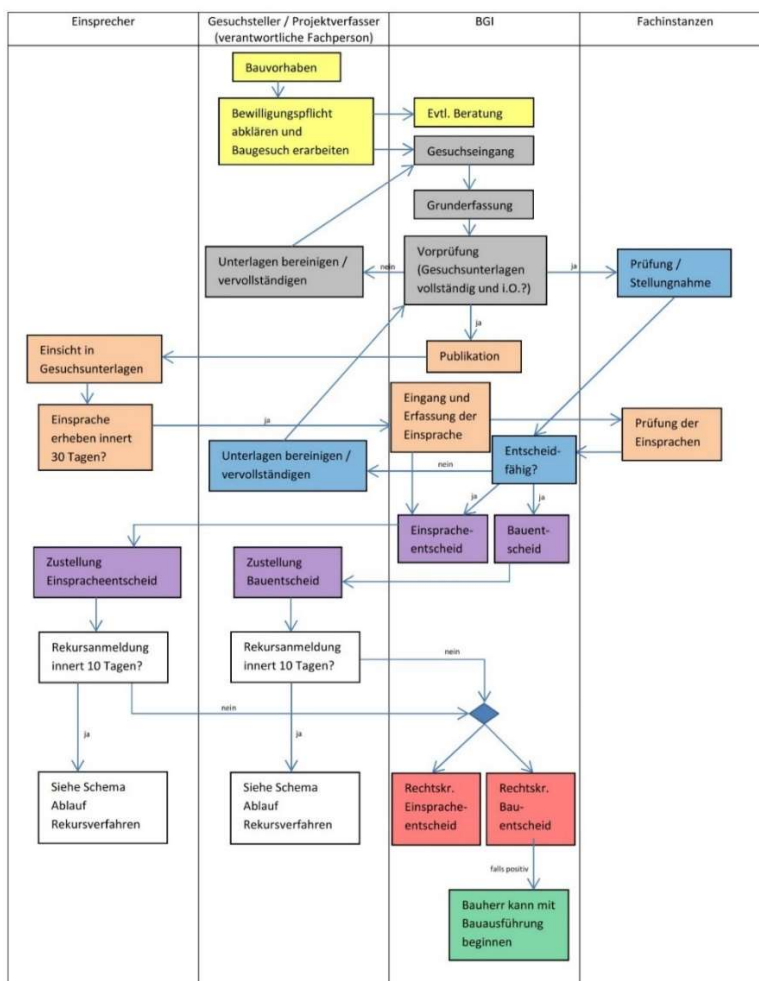 Einsprecher
Gesuchsteller / Projektverfasser
(verantwortliche Fachperson)
BGI
Fachinstanzen
Bauvorhaben
Bewilligungspflicht
abklären und
Baugesuch erarbeiten
Evtl. Beratung
Gesuchseingang
Grunderfassung
Unterlagen bereinigen /
vervollständigen
nein
Vorprüfung
(Gesuchsunterlagen
vollständig und i.O.?)
ja
Prüfung /
Stellungnahme
ja
Einsicht in
Gesuchsunterlagen
Publikation
Einsprache
erheben innert
30 Tagen?
ja
Eingang und
Erfassung der
Einsprache
Prüfung der
Einsprachen
Unterlagen bereinigen /
vervollständigen
nein
Entscheid-
fähig?
ja
ja
Einsprache-
entscheid
Bauent-
scheid
Zustellung
Einspracheentscheid
Zustellung
Bauentscheid
Rekursanmeldung
innert 10 Tagen?
Rekursanmeldung
innert 10 Tagen?
nein
nein
ja
ja
Siehe Schema
Ablauf
Rekursverfahren
Siehe Schema
Ablauf
Rekursverfahren
Rechtskr.
Einsprache-
entscheid
Rechtskr.
Bau-
entscheid
falls positiv
Bauherr kann mit
Bauausführung
beginnen